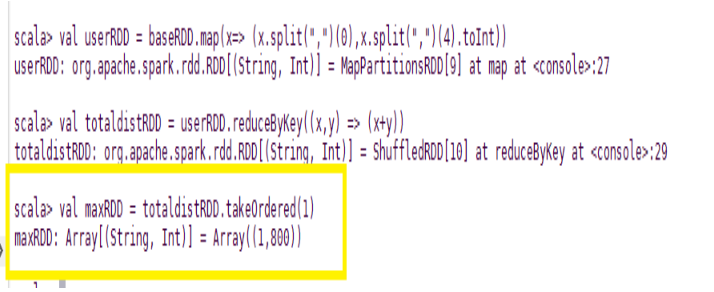 scala> val userRDD = baseRDD.map(x=> (x.split(",")(0),x.split(",")(4).toInt))
userRDD: org.apache.spark.rdd.RDD[(String, Int)] = MapPartitionsRDD[9] at map at <console>:27
scala> val totaldistRDD = userRDD.reduceByKey((x,y) => (x+y))
totaldistRDD: org.apache.spark.rdd.RDD[(String, Int)] = ShuffledRDD[10] at reduceByKey at <console>:29
scala> val maxRDD = totaldistRDD.takeOrdered(1)
maxRDD: Array[(String, Int)] = Array((1,800))